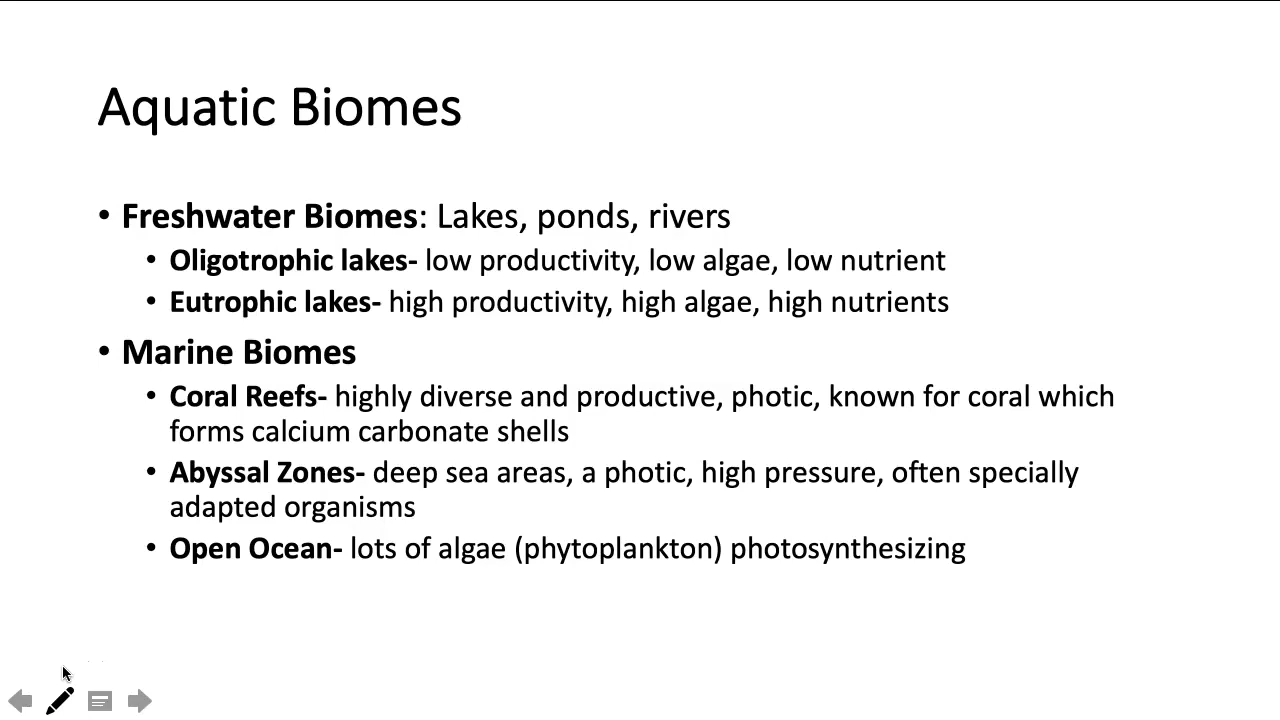 Aquatic Biomes
• Freshwater Biomes: Lakes, ponds, rivers
• Oligotrophic lakes- low productivity, low algae, low nutrient
• Eutrophic lakes- high productivity, high algae, high nutrients
• Marine Biomes
• Coral Reefs- highly diverse and productive, photic, known for coral which
forms calcium carbonate shells
• Abyssal Zones- deep sea areas, a photic, high pressure, often specially
adapted organisms
• Open Ocean- lots of algae (phytoplankton) photosynthesizing